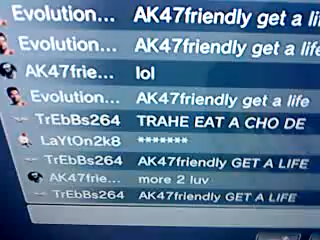 Evolution... AK47friendly get a li
Evolution... AK47friendly get a life
AK47frie... lol
Evolution... AK47friendly get a life
TrEbBs264 TRAHE EAT A CHO DE
LaYtOn2k8 *******
TrEbBs264 AK47friendly GET A LIFE
AK47frie... more 2 luv
TrEbBs264 AK47friendly GET A LIFE